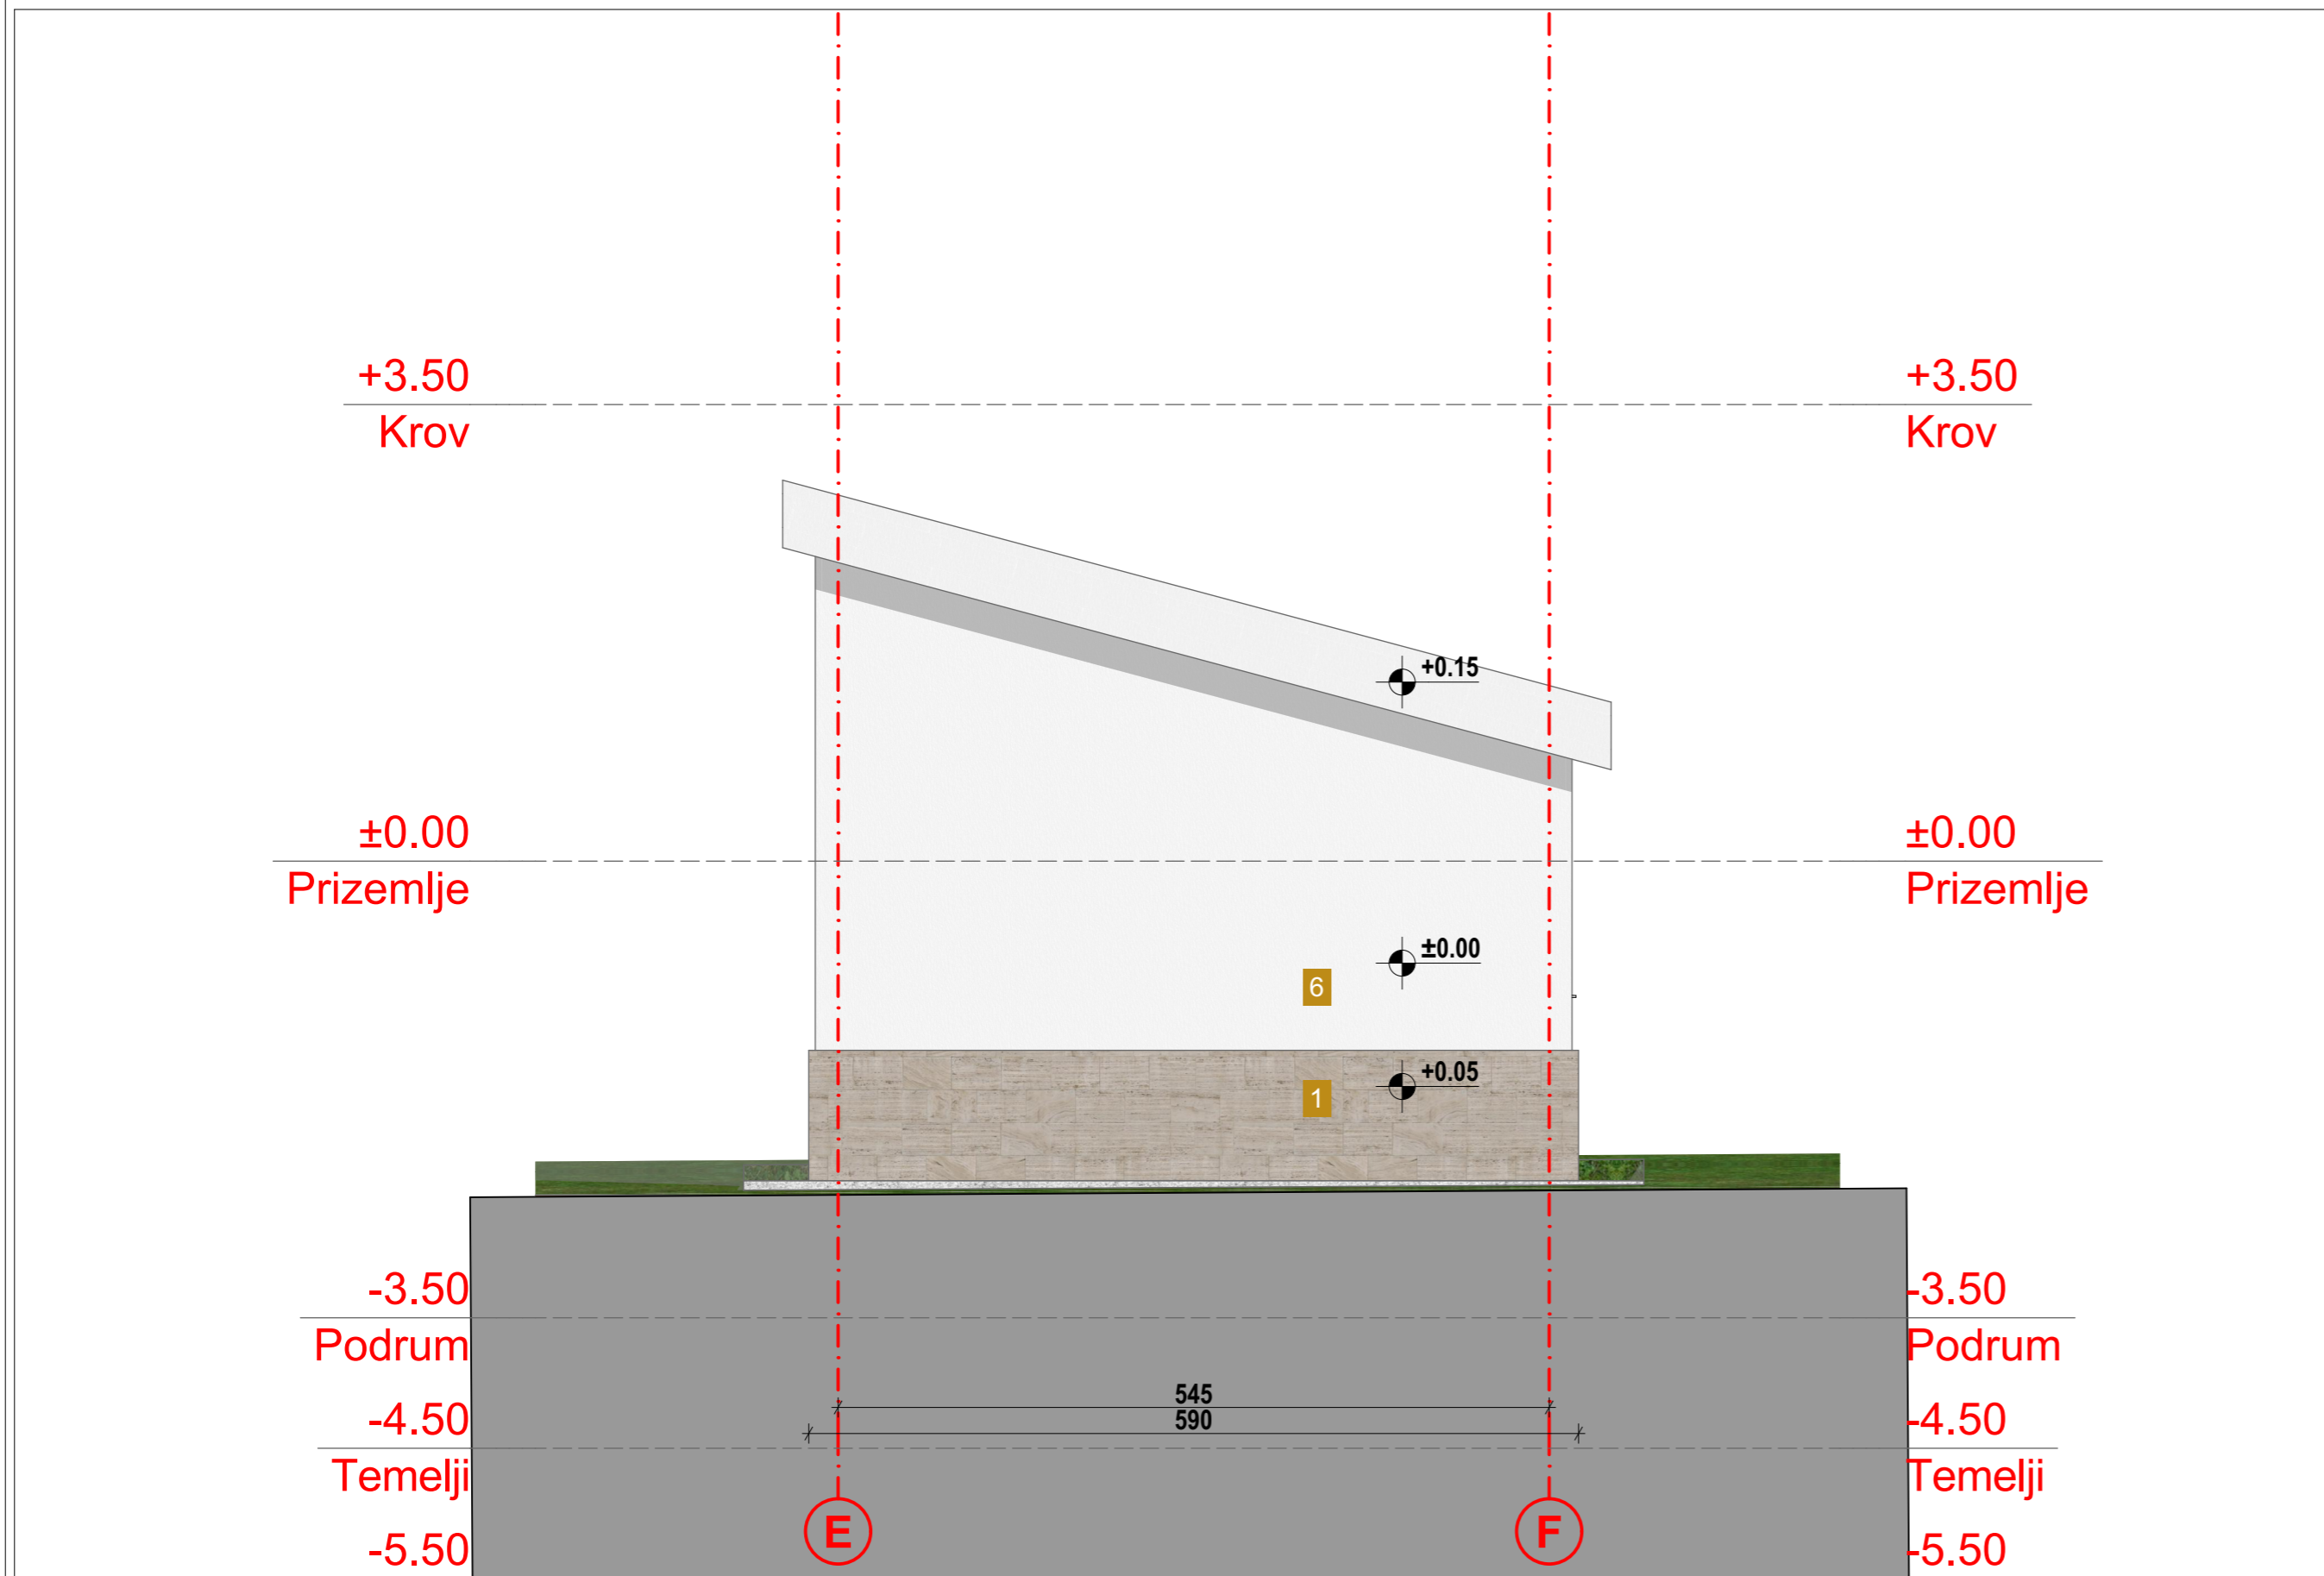 +3.50 +3.50
Krov Krov
+0.15
±0.00 ±0.00
Prizemlje Prizemlje
±0.00
6
+0.05
1
-3.50 -3.50
Podrum Podrum
545
590
-4.50 -4.50
Temelji Temelji
E F
-5.50 -5.50